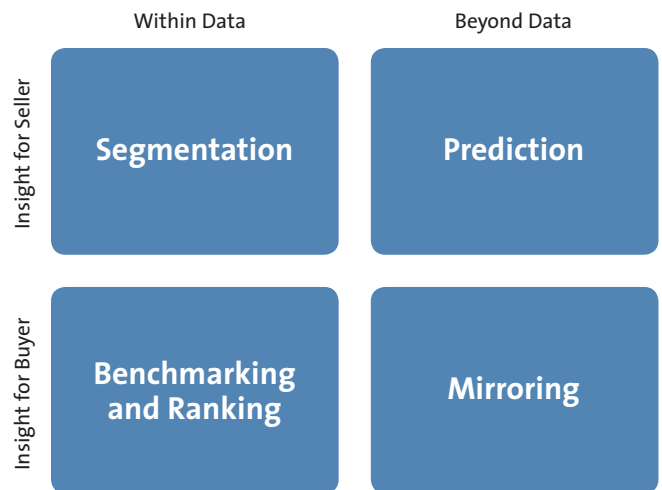 Within Data
Beyond Data
Insight for Seller
Segmentation
Prediction
Insight for Buyer
Benchmarking
and Ranking
Mirroring